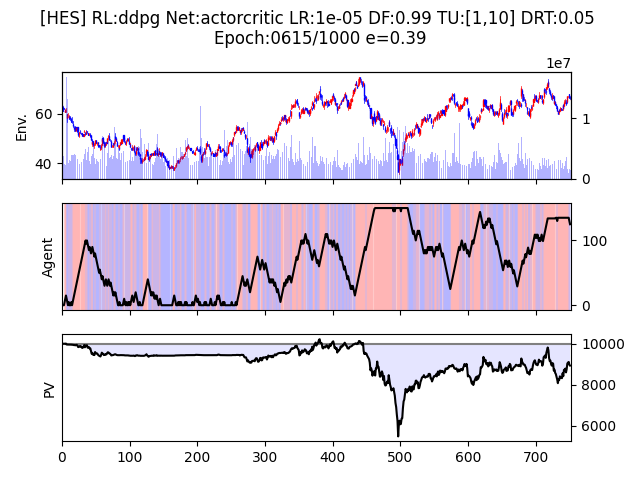 [HES] RL:ddpg Net:actorcritic LR:1e-05 DF:0.99 TU:[1,10] DRT:0.05
Epoch:0615/1000 e=0.39
1e7
Env.
60
40
1
0
Agent
100
0
PV
10000
8000
6000
0 100 200 300 400 500 600 700